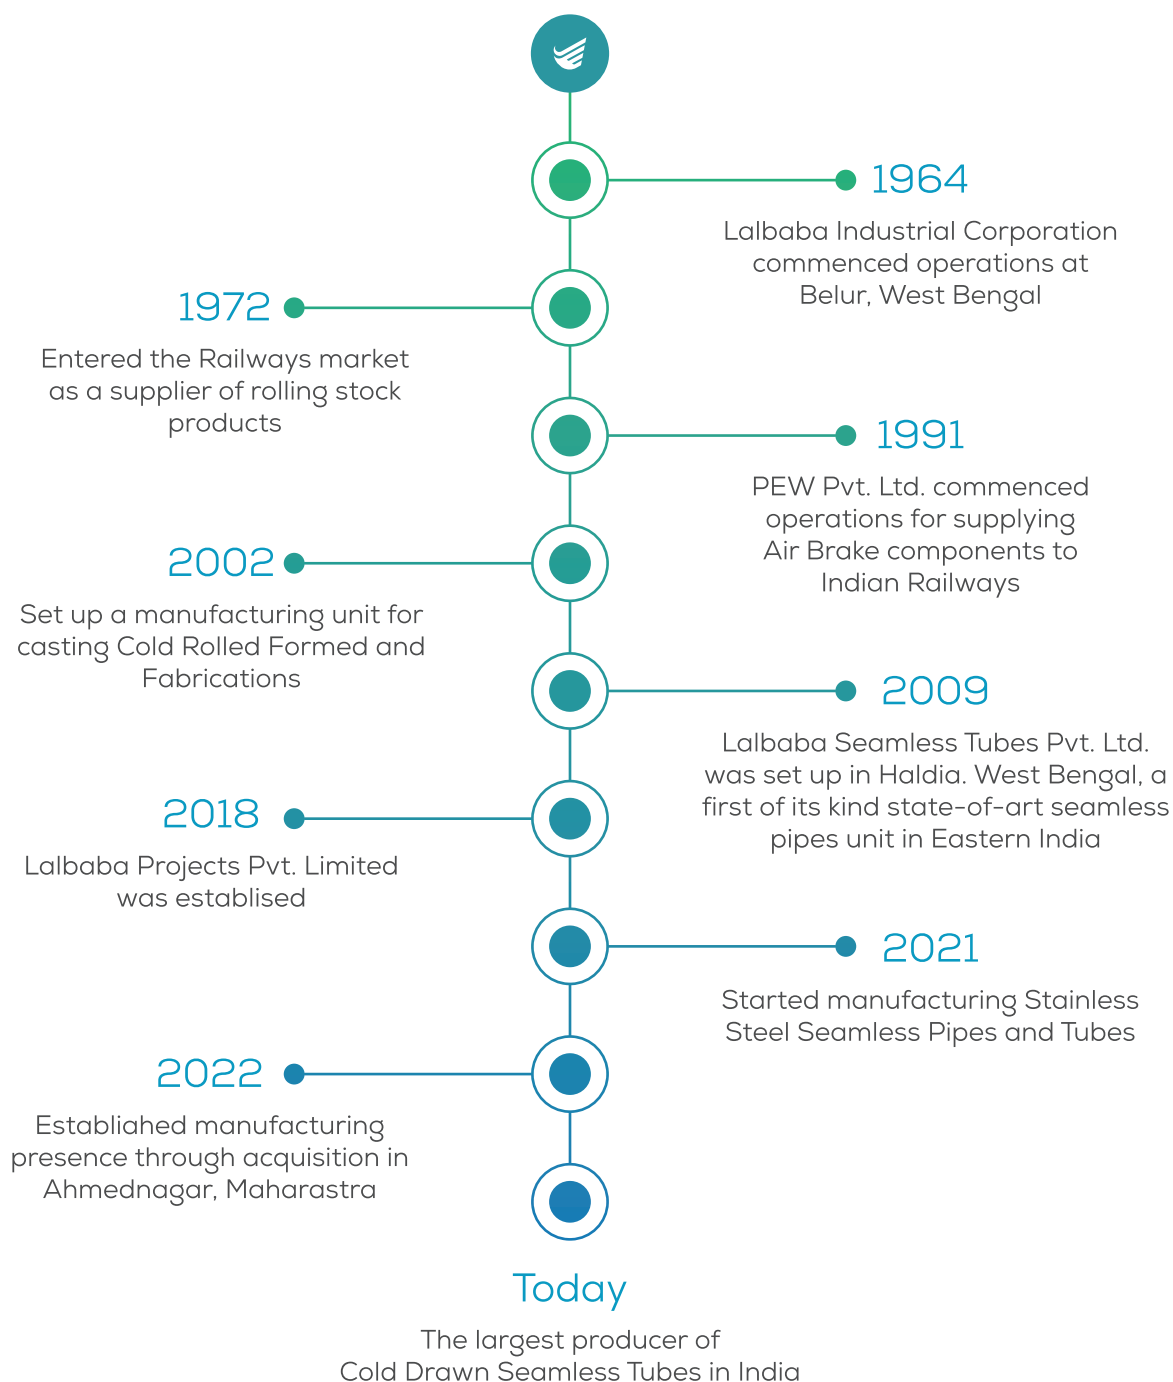 1964
Lalbaba Industrial Corporation
commenced operations at
Belur, West Bengal
1972
Entered the Railways market
as a supplier of rolling stock
products
1991
PEW Pvt. Ltd. commenced
operations for supplying
Air Brake components to
Indian Railways
2002
Set up a manufacturing unit for
casting Cold Rolled Formed and
Fabrications
2009
Lalbaba Seamless Tubes Pvt. Ltd.
was set up in Haldia. West Bengal, a
first of its kind state-of-art seamless
pipes unit in Eastern India
2018
Lalbaba Projects Pvt. Limited
was establised
2021
Started manufacturing Stainless
Steel Seamless Pipes and Tubes
2022
Establiahed manufacturing
presence through acquisition in
Ahmednagar, Maharastra
Today
The largest producer of
Cold Drawn Seamless Tubes in India